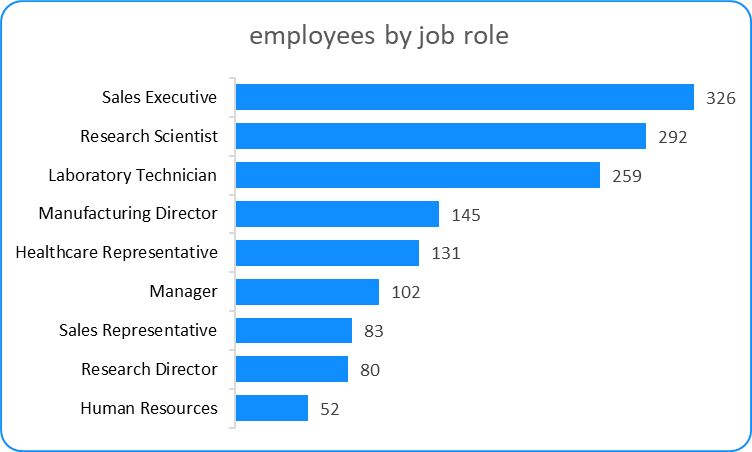 employees by job role
Sales Executive 326
Research Scientist 292
Laboratory Technician 259
Manufacturing Director 145
Healthcare Representative 131
Manager 102
Sales Representative 83
Research Director 80
Human Resources 52